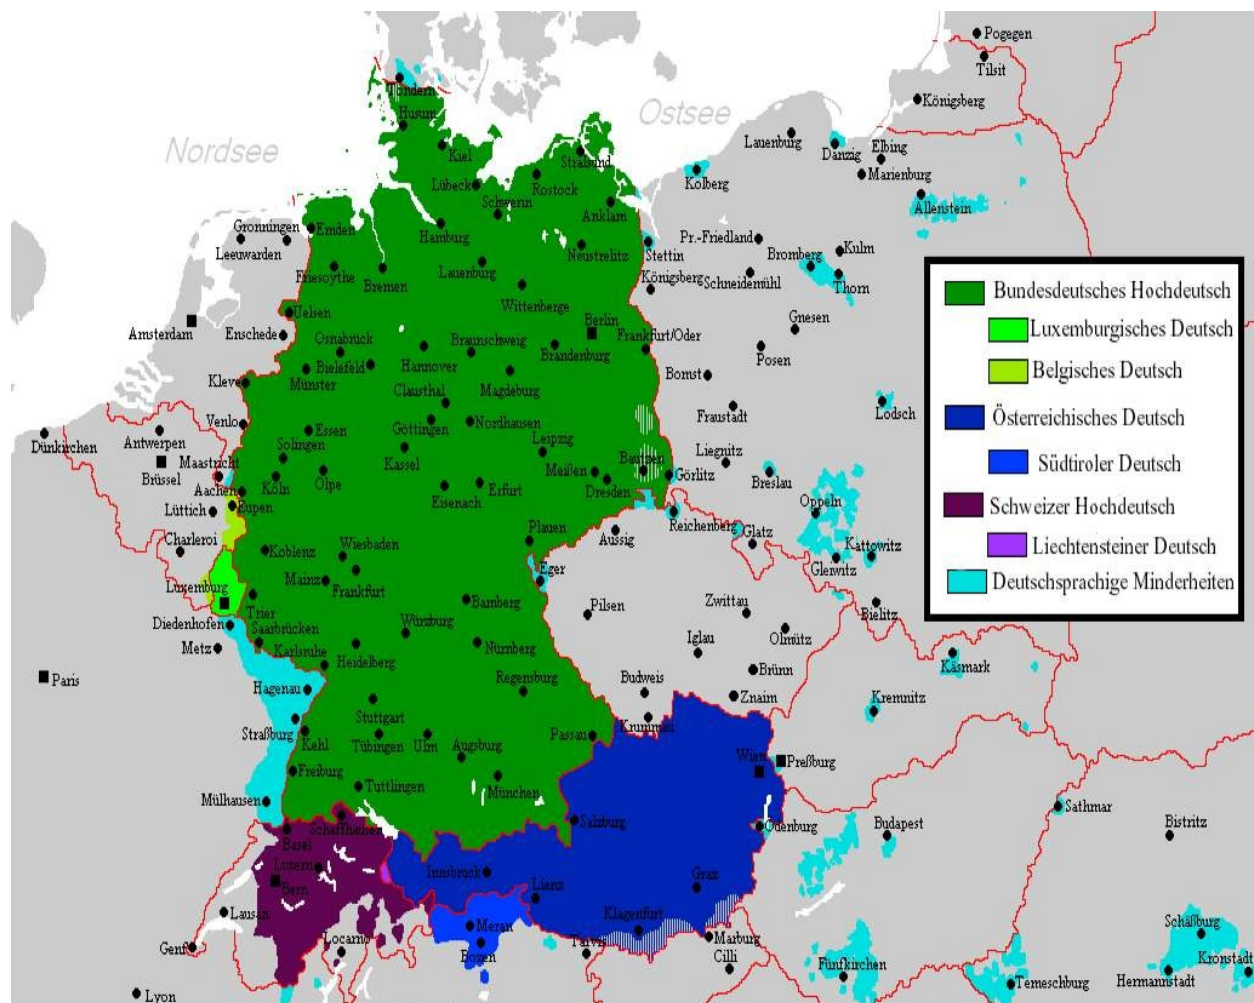 Pogegen
Tilsit
Königsberg
Tondern
Husum
Nordsee
Ostsee
Kiel
Stralsund
Lauenburg
Danzig
Elbing
Marienburg
Lübeck
Rostock
Kolberg
Schwerin
Anklam
Allenstein
Gronningen
Emden
Hamburg
Leeuwarden
Neustrelitz
Stettin
Pr.-Friedland
Kulm
Friesoythe
Bremen
Lauenburg
Bromberg
Thorn
Königsberg
Schneidemühl
Wittenberge
Uelsen
Amsterdam
Enschede
Berlin
Gnesen
Osnabrück
Braunschweig
Frankfurt/Oder
Bielefeld
Hannover
Brandenburg
Posen
Münster
Kleve
Clausthal
Magdeburg
Bomst
Lodsch
Venlo
Göttingen
Nordhausen
Fraustadt
Dünkirchen
Antwerpen
Essen
Solingen
Leipzig
Kassel
Maastricht
Liegnitz
Brüssel
Aachen
Köln
Olpe
Meißen
Bautzen
Görlitz
Breslau
Eisenach
Erfurt
Dresden
Lüttich
Eupen
Oppeln
Reichenberg
Charleroi
Plauen
Aussig
Glatz
Koblenz
Wiesbaden
Kattowitz
Gleiwitz
Mainz
Frankfurt
Eger
Luxemburg
Trier
Bamberg
Pilsen
Zwittau
Bielitz
Diedenhofen
Saarbrücken
Würzburg
Olmütz
Metz
Karlsruhe
Heidelberg
Nürnberg
Iglau
Käsmark
Brünn
Paris
Hagenau
Regensburg
Budweis
Znaim
Kremnitz
Stuttgart
Krummau
Straßburg
Kehl
Tübingen
Ulm
Augsburg
Passau
Wien
Preßburg
Freiburg
Tuttlingen
München
Mülhausen
Sathmar
Schaffhausen
Salzburg
Ödenburg
Budapest
Bistritz
Basel
Luzern
Bern
Innsbruck
Lienz
Graz
Lausan
Meran
Klagenfurt
Schäßburg
Genf
Locarno
Bozen
Tarvis
Marburg
Cilli
Fünfkirchen
Temeschburg
Hermannstadt
Kronstadt
Lyon
Bundesdeutsches Hochdeutsch
Luxemburgisches Deutsch
Belgisches Deutsch
Österreichisches Deutsch
Südtiroler Deutsch
Schweizer Hochdeutsch
Liechtensteiner Deutsch
Deutschsprachige Minderheiten